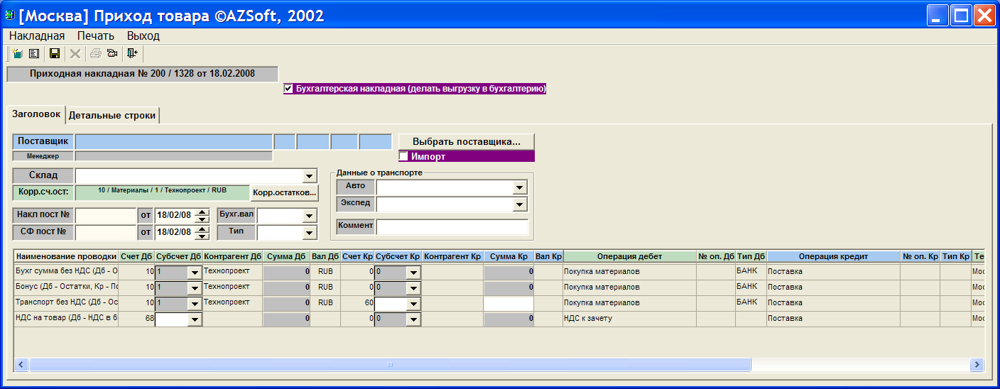 [Москва] Приход товара ©AZSoft, 2002
Накладная Печать Выход
Приходная накладная № 200 / 1328 от 18.02.2008
Бухгалтерская накладная (делать выгрузку в бухгалтерию)
Заголовок Детальные строки
Поставщик Выбрать поставщика...
Менеджер Импорт
Склад Данные о транспорте
Авто
Корр.сч.ост: 10 / Материалы / 1 / Технопроект / RUB Корр.остатков...
Экспед
Накл пост № от 18/02/08 Бухг.вал
Коммент
СФ пост № от 18/02/08 Тип
Наименование проводки Счет Дб Субсчет Дб Контрагент Дб Сумма Дб Вал Дб Счет Кр Субсчет Кр Контрагент Кр Сумма Кр Вал Кр Операция дебет № оп. Дб Тип Дб Операция кредит № оп. Кр Тип Кр Те
Бухг сумма без НДС (Дб - О 10 1 Технопроект 0 RUB 0 0 0 Покупка материалов БАНК Поставка Мос
Бонус (Дб - Остатки, Кр - По 10 1 Технопроект 0 RUB 0 0 0 Покупка материалов БАНК Поставка Мос
Транспорт без НДС (Дб - Ос 10 1 Технопроект 0 RUB 60 Покупка материалов БАНК Поставка Мос
НДС на товар (Дб - НДС в б 68 0 0 0 0 НДС к зачету Поставка Мос